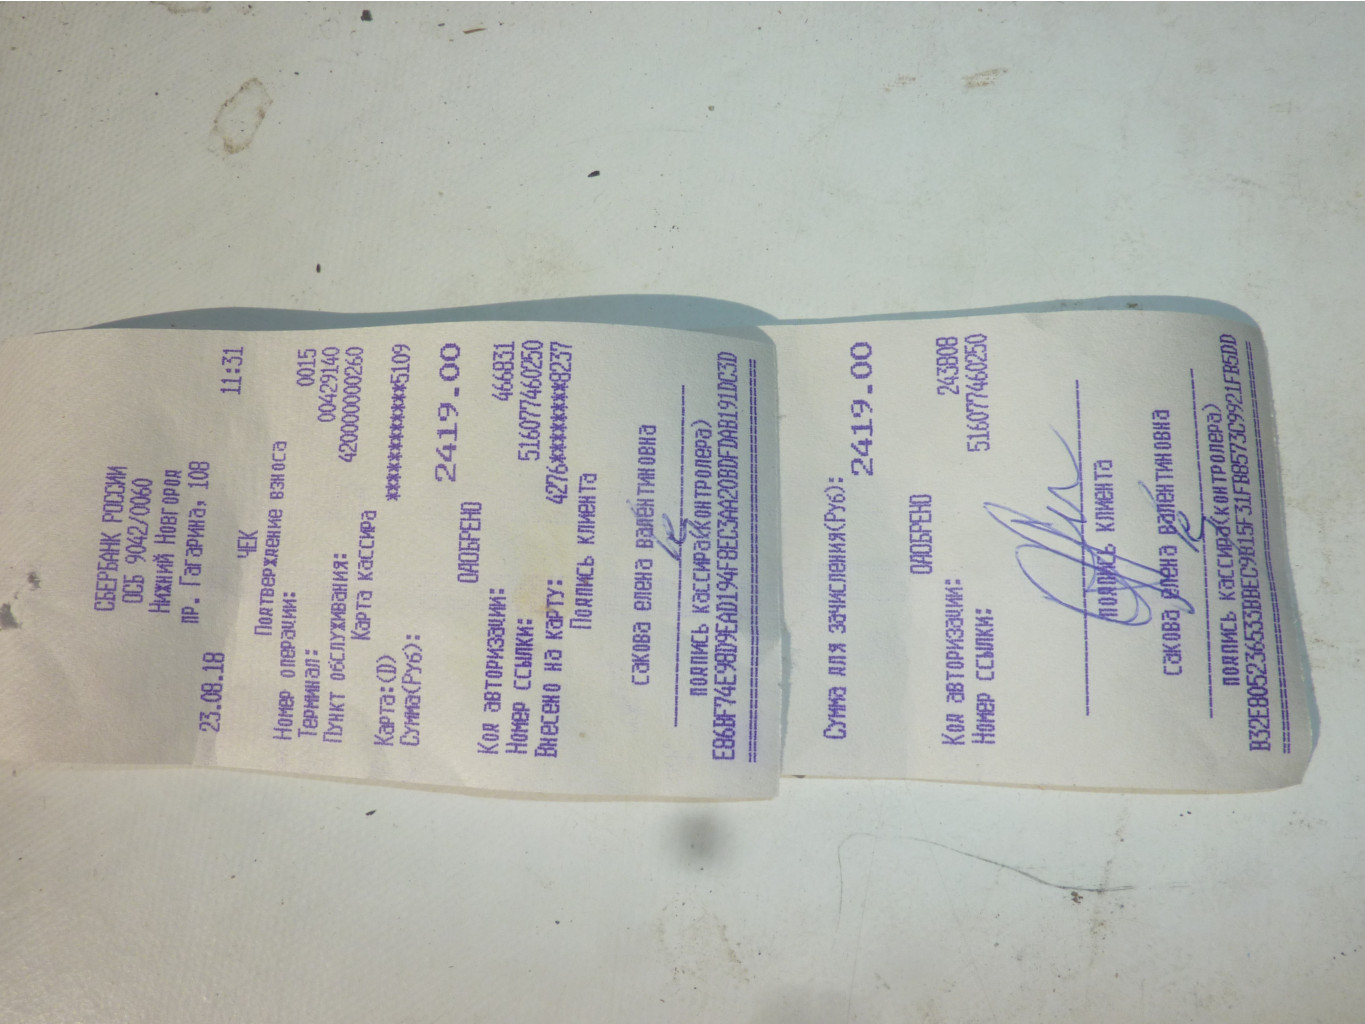 СБЕРБАНК РОССИИ
ОСБ 9042/0060
Нижний Новгород
пр. Гагарина, 108
23.08.18 11:31
ЧЕК
Подтверждение взноса
Номер операции: 0015
Терминал: 00429140
Пункт обслуживания: 420000000260
Карта кассира
Карта:(D) ************5109
Сумма(Руб): 2419.00
ОДОБРЕНО
Код авторизации: 466831
Номер ссылки: 516077460250
Внесено на карту: 4276********8237
Подпись клиента
сакова елена валентиновна
подпись кассира(контролера)
E86BF74E98D9EAD194F8EC3AA20BDFDAB191DC3D
Сумма для зачисления(Руб): 2419.00
ОДОБРЕНО
Код авторизации: 243808
Номер ссылки: 516077460250
подпись клиента
сакова елена валентиновна
подпись кассира(контролера)
B32E80523653BBEC9B15F31FB8573C9921FB5DD